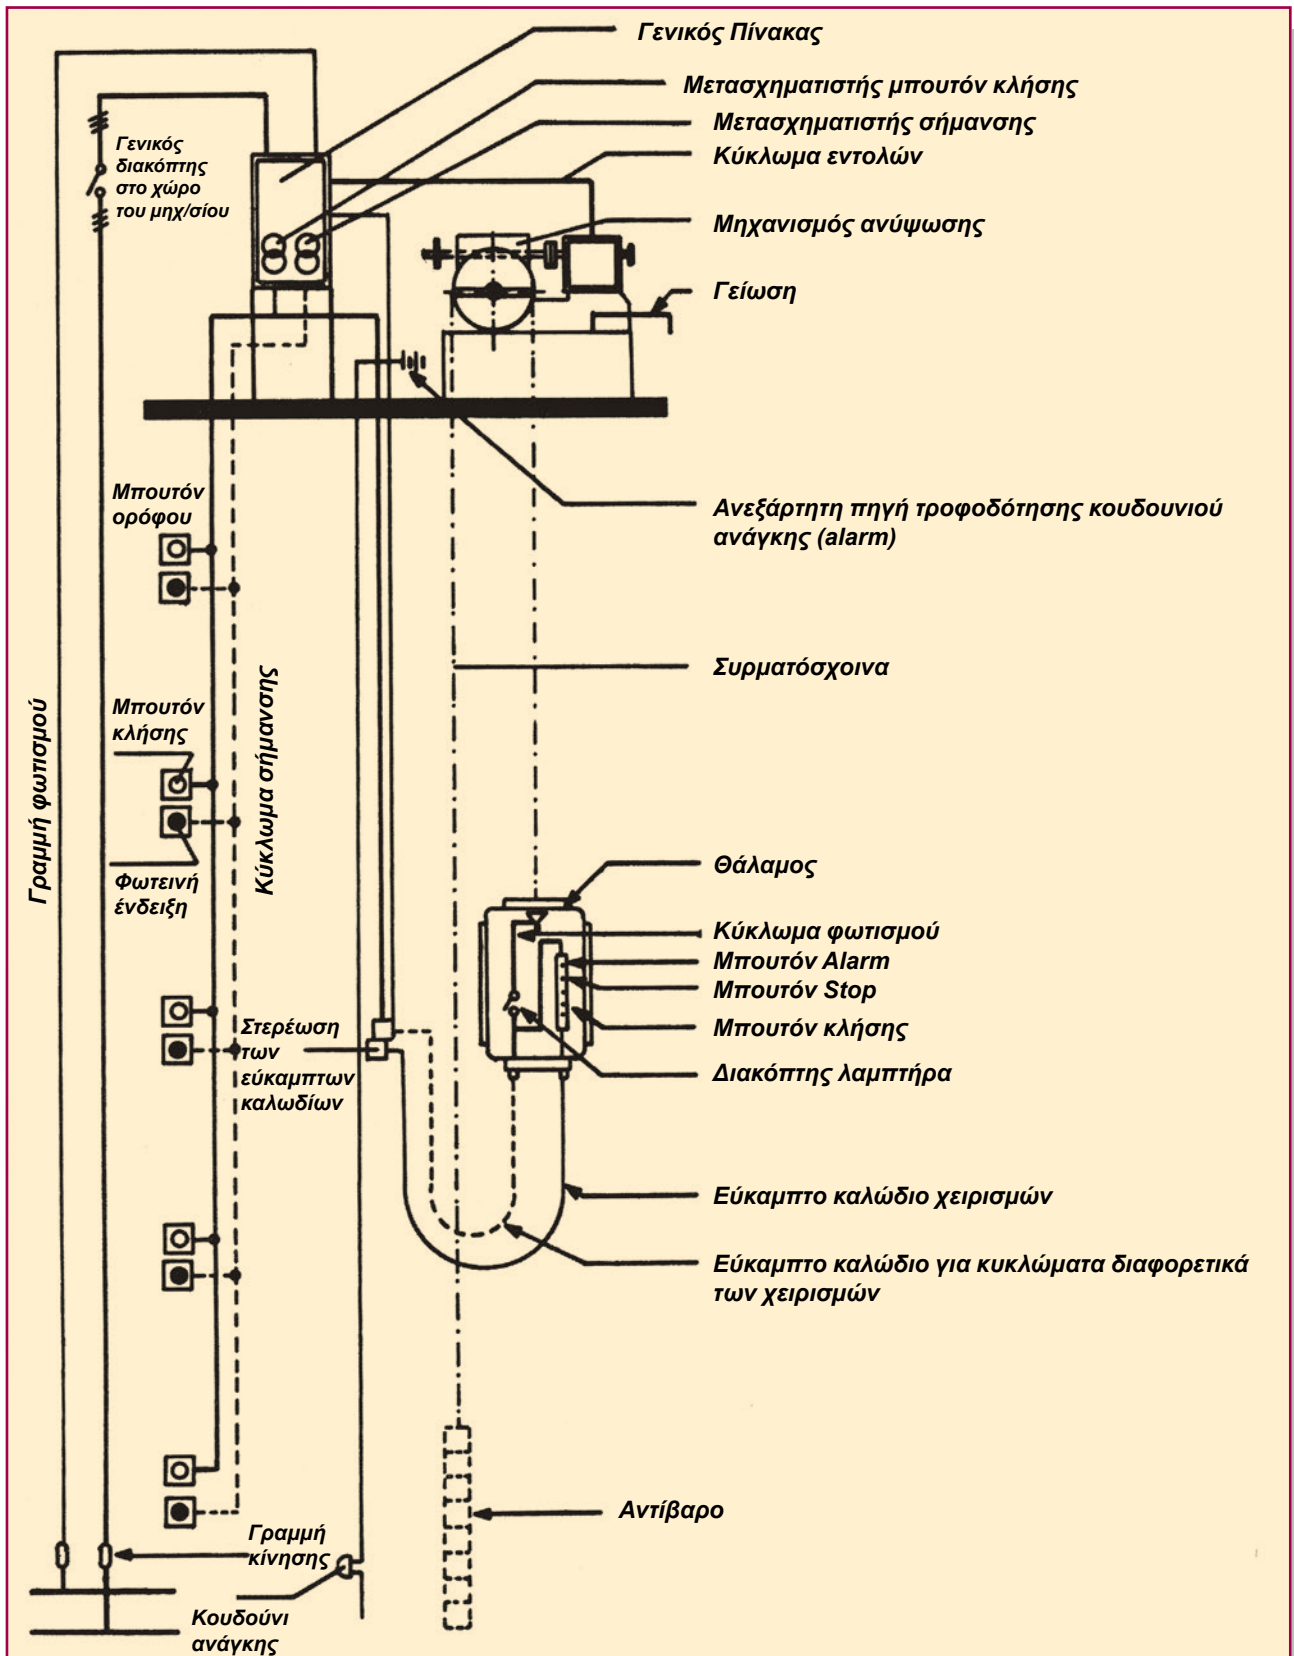 Γενικός Πίνακας
Μετασχηματιστής μπουτόν κλήσης
Μετασχηματιστής σήμανσης
Κύκλωμα εντολών
Γενικός
διακόπτης
στο χώρο
του μηχ/σίου
Μηχανισμός ανύψωσης
Γείωση
Μπουτόν
ορόφου
Ανεξάρτητη πηγή τροφοδότησης κουδουνιού
ανάγκης (alarm)
Συρματόσχοινα
Γραμμή φωτισμού
Μπουτόν
κλήσης
Κύκλωμα σήμανσης
Φωτεινή
ένδειξη
Θάλαμος
Κύκλωμα φωτισμού
Μπουτόν Alarm
Μπουτόν Stop
Μπουτόν κλήσης
Διακόπτης λαμπτήρα
Στερέωση
των
εύκαμπτων
καλωδίων
Εύκαμπτο καλώδιο χειρισμών
Εύκαμπτο καλώδιο για κυκλώματα διαφορετικά
των χειρισμών
Αντίβαρο
Γραμμή
κίνησης
Κουδούνι
ανάγκης